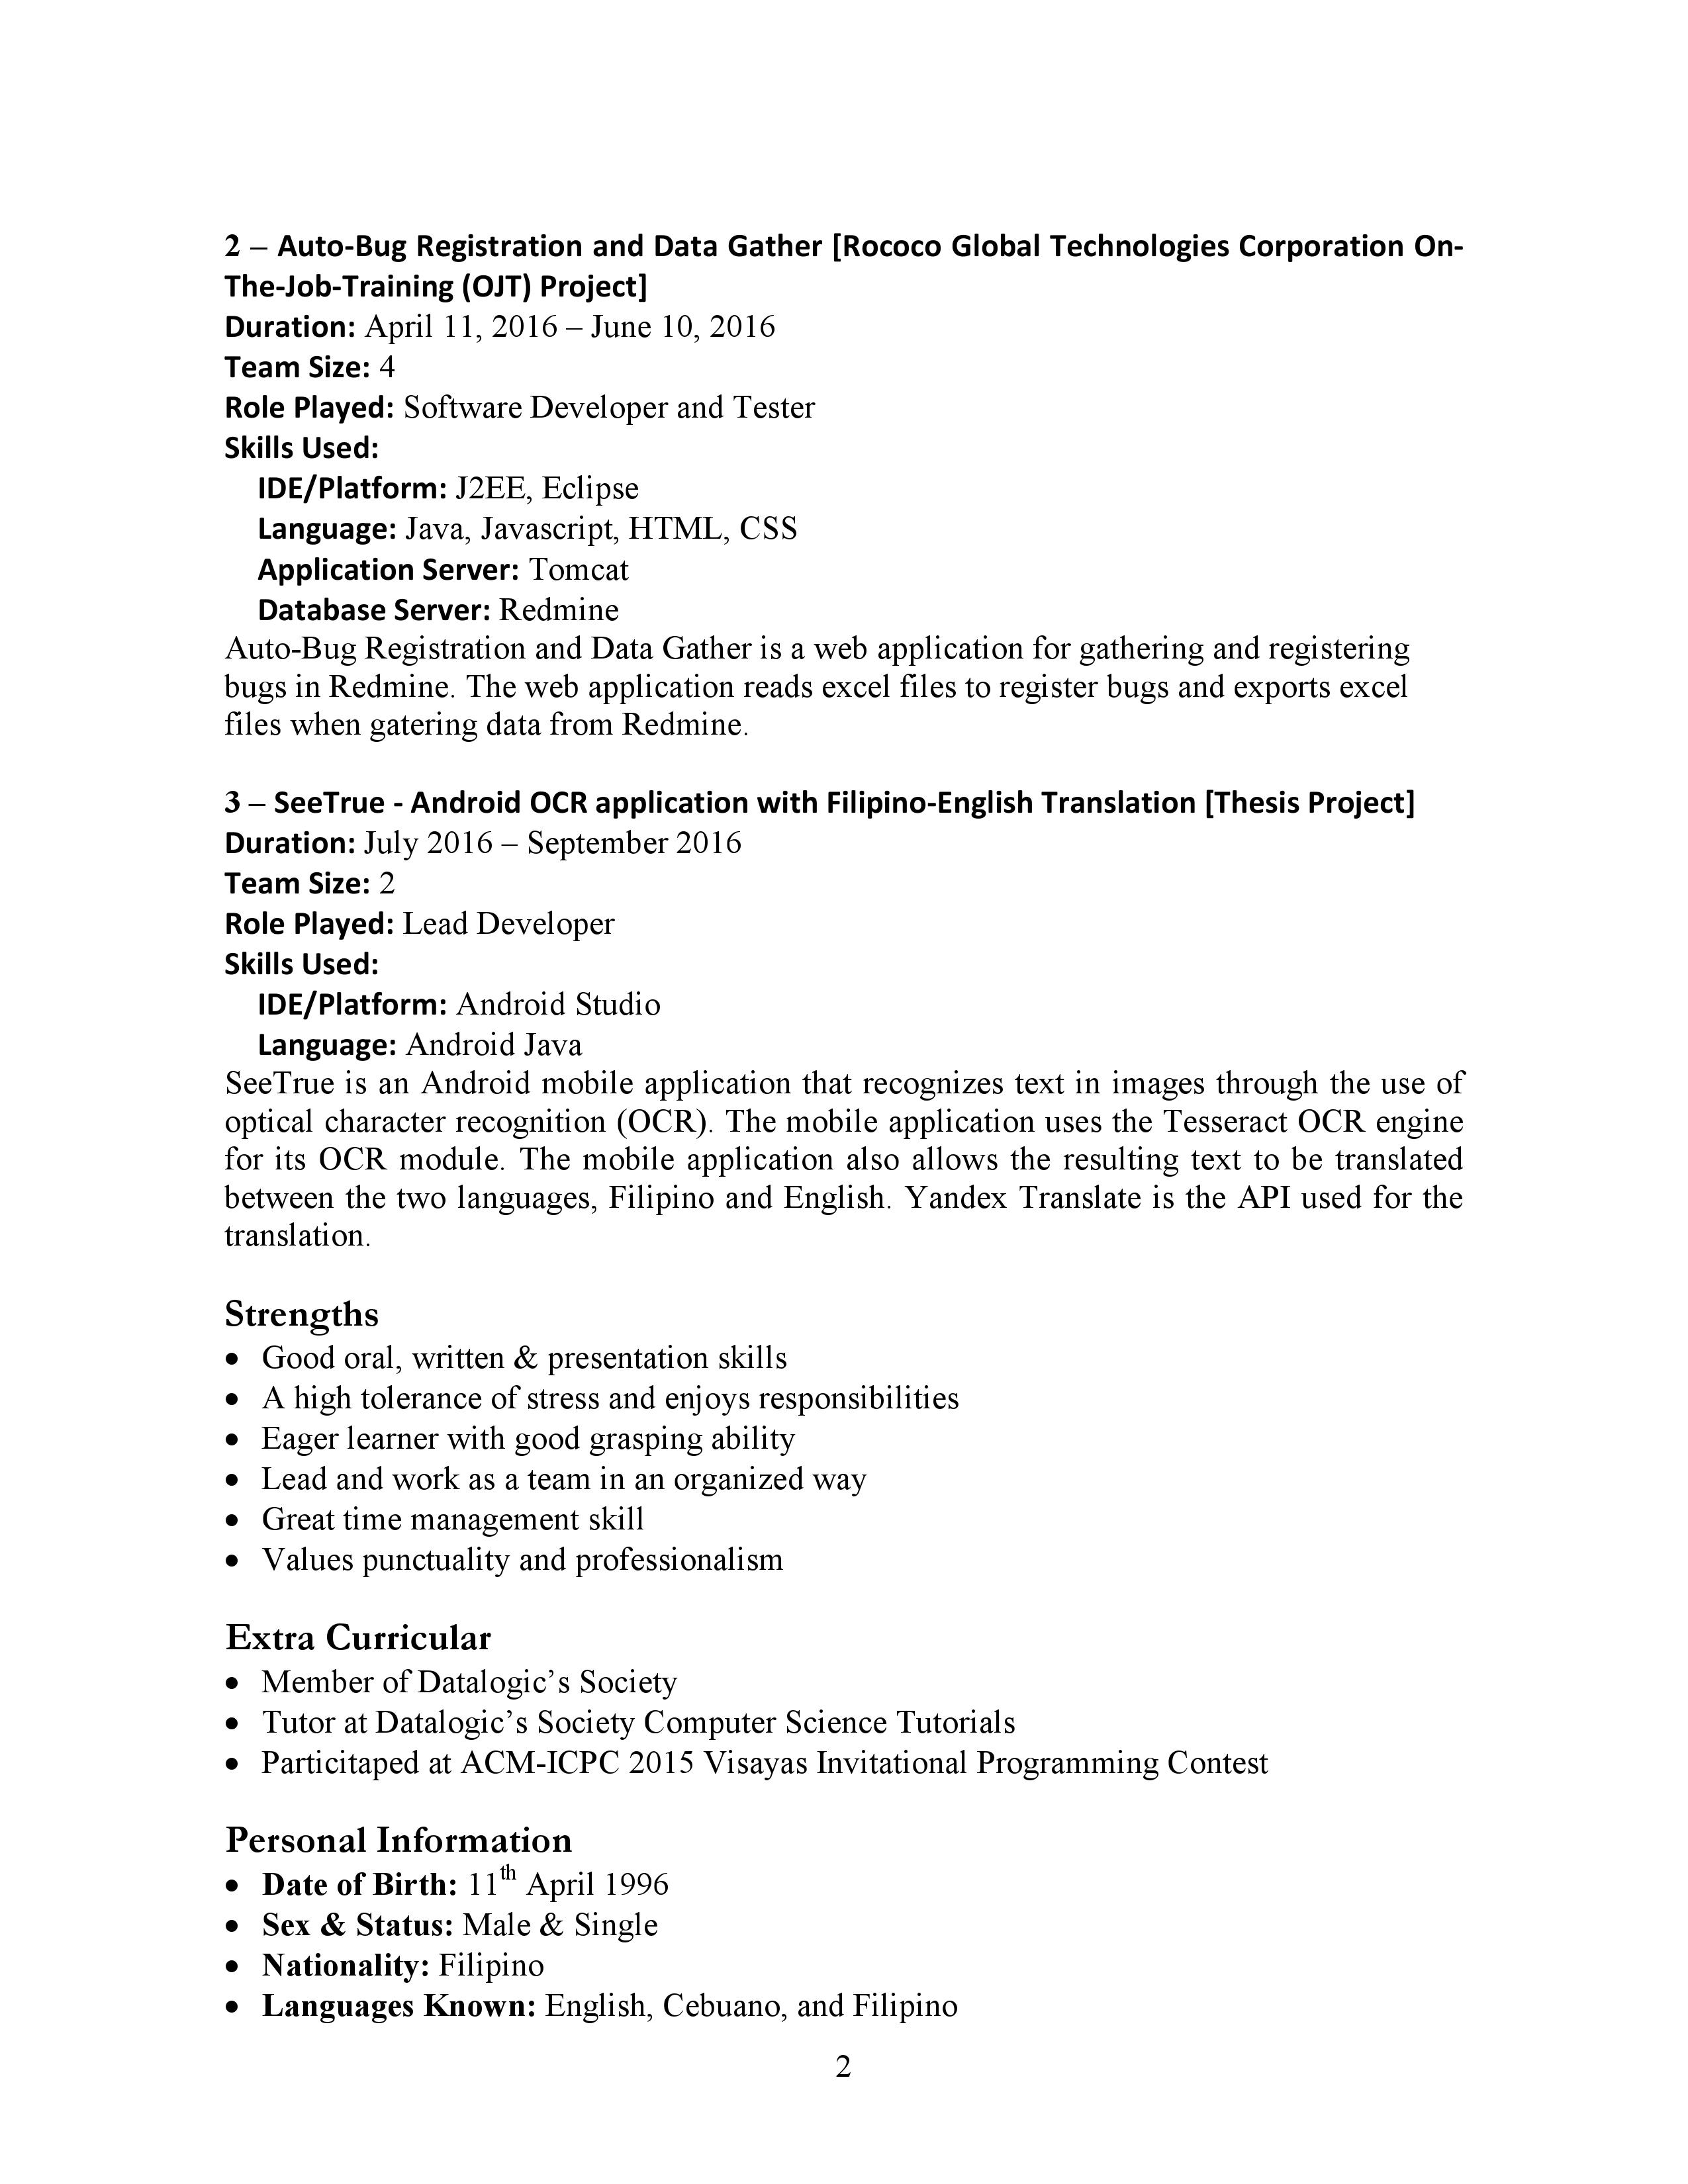 2 – Auto-Bug Registration and Data Gather [Rococo Global Technologies Corporation On-
The-Job-Training (OJT) Project]
Duration: April 11, 2016 – June 10, 2016
Team Size: 4
Role Played: Software Developer and Tester
Skills Used:
IDE/Platform: J2EE, Eclipse
Language: Java, Javascript, HTML, CSS
Application Server: Tomcat
Database Server: Redmine
Auto-Bug Registration and Data Gather is a web application for gathering and registering
bugs in Redmine. The web application reads excel files to register bugs and exports excel
files when gatering data from Redmine.
3 – SeeTrue - Android OCR application with Filipino-English Translation [Thesis Project]
Duration: July 2016 – September 2016
Team Size: 2
Role Played: Lead Developer
Skills Used:
IDE/Platform: Android Studio
Language: Android Java
SeeTrue is an Android mobile application that recognizes text in images through the use of
optical character recognition (OCR). The mobile application uses the Tesseract OCR engine
for its OCR module. The mobile application also allows the resulting text to be translated
between the two languages, Filipino and English. Yandex Translate is the API used for the
translation.
Strengths
• Good oral, written & presentation skills
• A high tolerance of stress and enjoys responsibilities
• Eager learner with good grasping ability
• Lead and work as a team in an organized way
• Great time management skill
• Values punctuality and professionalism
Extra Curricular
• Member of Datalogic’s Society
• Tutor at Datalogic’s Society Computer Science Tutorials
• Particitaped at ACM-ICPC 2015 Visayas Invitational Programming Contest
Personal Information
• Date of Birth: 11th April 1996
• Sex & Status: Male & Single
• Nationality: Filipino
• Languages Known: English, Cebuano, and Filipino
2